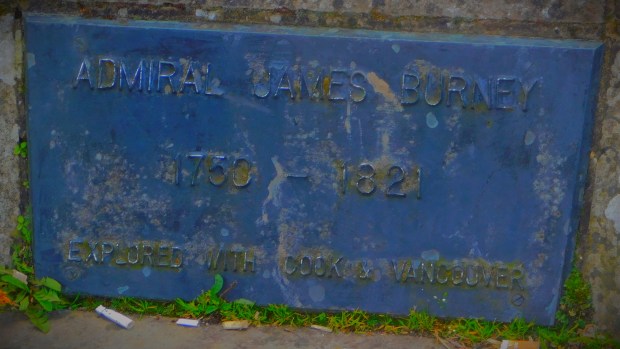 ADMIRAL JAMES BURNEY
1750 - 1821
EXPLORED WITH COOK & VANCOUVER